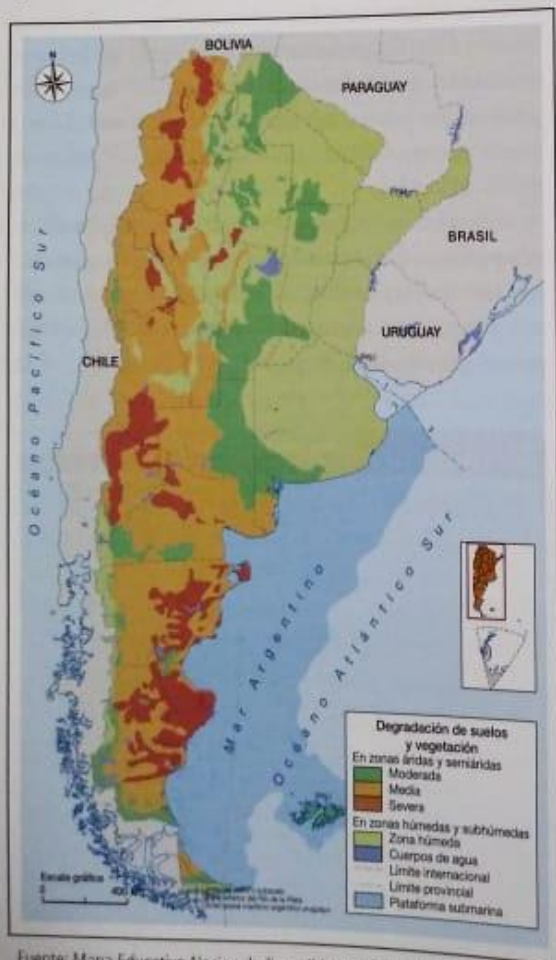 N
BOLIVIA
PARAGUAY
BRASIL
URUGUAY
CHILE
Océano Pacífico Sur
Mar Argentino
Océano Atlántico Sur
Degradación de suelos
y vegetación
En zonas áridas y semiáridas
Moderada
Media
Severa
En zonas húmedas y subhúmedas
Zona húmeda
Cuerpos de agua
Límite internacional
Límite provincial
Plataforma submarina
Escala gráfica
0 400
Fuente: Mapa Educativo